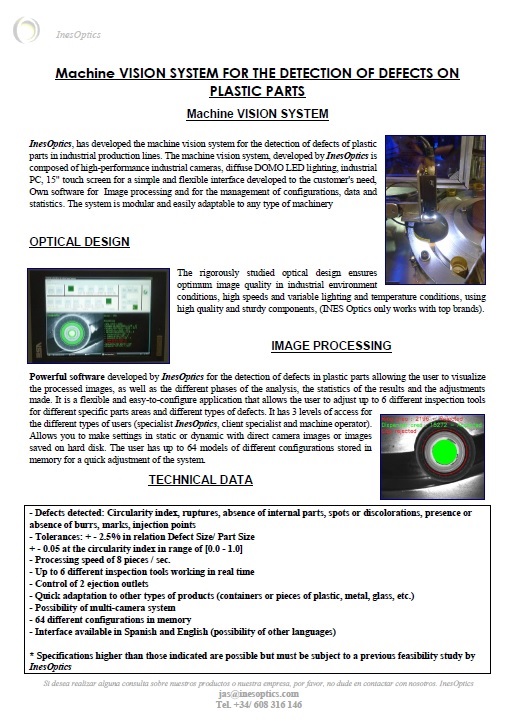 InesOptics
Machine VISION SYSTEM FOR THE DETECTION OF DEFECTS ON
PLASTIC PARTS
Machine VISION SYSTEM
InesOptics, has developed the machine vision system for the detection of defects of plastic
parts in industrial production lines. The machine vision system, developed by InesOptics is
composed of high-performance industrial cameras, diffuse DOMO LED lighting, industrial
PC, 15" touch screen for a simple and flexible interface developed to the customer's need,
Own software for Image processing and for the management of configurations, data and
statistics. The system is modular and easily adaptable to any type of machinery
OPTICAL DESIGN
The rigorously studied optical design ensures
optimum image quality in industrial environment
conditions, high speeds and variable lighting and temperature conditions, using
high quality and sturdy components, (INES Optics only works with top brands).
IMAGE PROCESSING
Powerful software developed by InesOptics for the detection of defects in plastic parts allowing the user to visualize
the processed images, as well as the different phases of the analysis, the statistics of the results and the adjustments
made. It is a flexible and easy-to-configure application that allows the user to adjust up to 6 different inspection tools
for different specific parts areas and different types of defects. It has 3 levels of access for
the different types of users (specialist InesOptics, client specialist and machine operator).
Allows you to make settings in static or dynamic with direct camera images or images
saved on hard disk. The user has up to 64 models of different configurations stored in
memory for a quick adjustment of the system.
TECHNICAL DATA
- Defects detected: Circularity index, ruptures, absence of internal parts, spots or discolorations, presence or
absence of burrs, marks, injection points
- Tolerances: + - 2.5% in relation Defect Size/ Part Size
+ - 0.05 at the circularity index in range of [0.0 - 1.0]
- Processing speed of 8 pieces / sec.
- Up to 6 different inspection tools working in real time
- Control of 2 ejection outlets
- Quick adaptation to other types of products (containers or pieces of plastic, metal, glass, etc.)
- Possibility of multi-camera system
- 64 different configurations in memory
- Interface available in Spanish and English (possibility of other languages)
* Specifications higher than those indicated are possible but must be subject to a previous feasibility study by
InesOptics
Si desea realizar alguna consulta sobre nuestros productos o nuestra empresa, por favor, no dude en contactar con nosotros. InesOptics
jas@inesoptics.com
Tel. +34/ 608 316 146